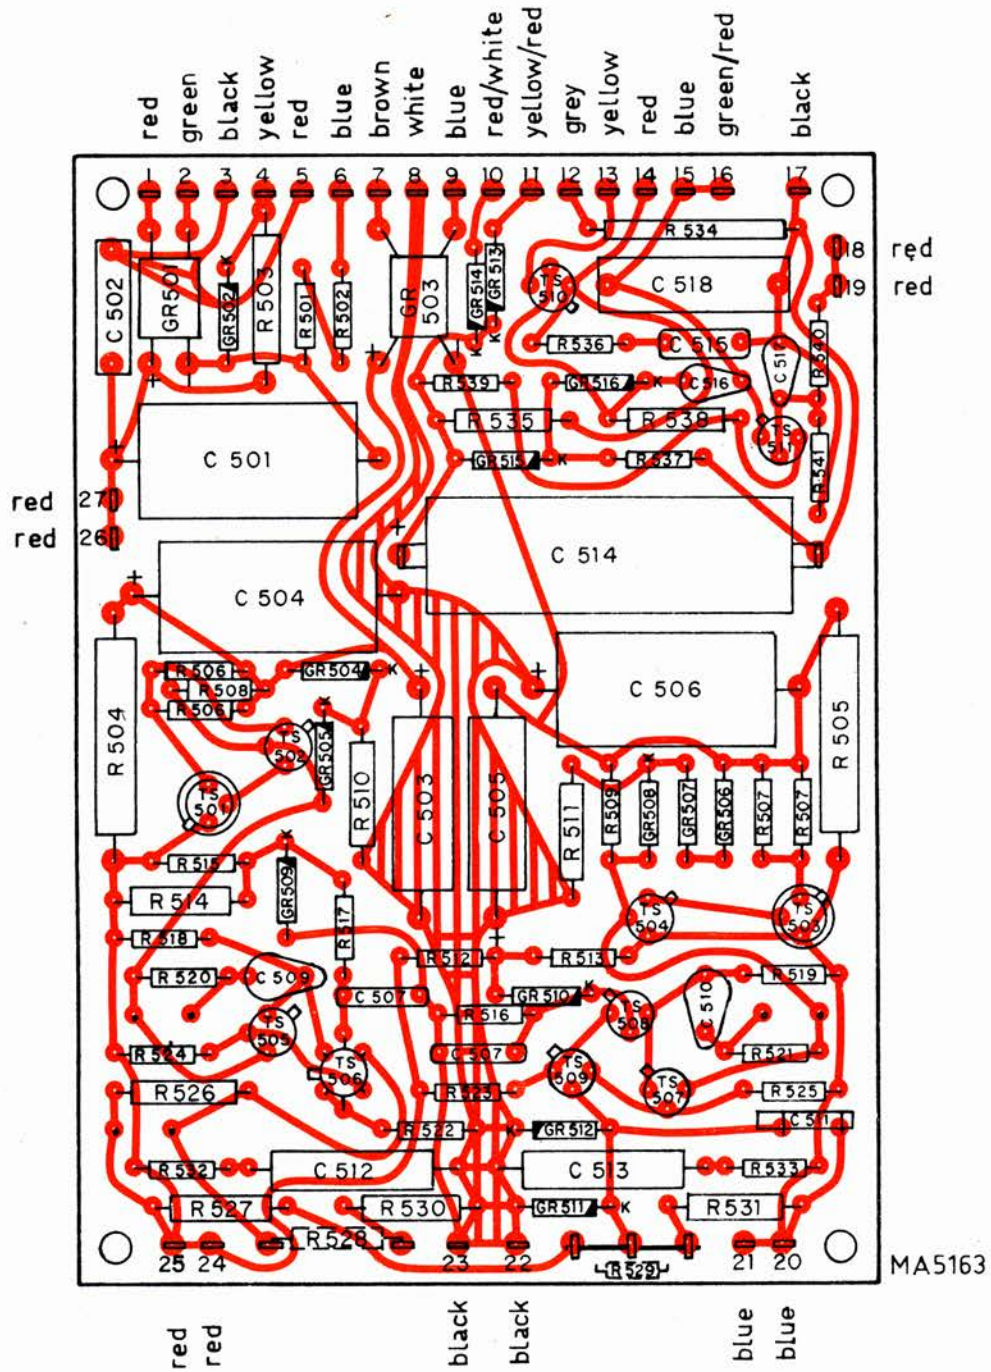 red green black yellow red blue brown white blue red/white yellow/red grey yellow red blue green/red black
1 2 3 4 5 6 7 8 9 10 11 12 13 14 15 16 17
R 534
18 red
19 red
C 502
GR501
GR502
K
R 503
R 501
R 502
GR 503
GR 514
GR 513
K
K
TS 510
C 518
+
+
R 536
C 515
C 517
R 540
R 539
GR 516
K
C 516
R 535
R 538
TS 511
+
C 501
GR 515
K
R 537
R 541
red 27
red 26
+
C 514
+
C 504
R 506
GR 504
K
R 508
R 506
K
+
+
C 506
R 504
TS 502
GR 505
R 510
C 503
C 505
R 511
K
R 509
GR 508
GR 507
GR 506
R 507
R 507
R 505
TS 501
K
R 515
GR 509
R 514
R 517
TS 504
TS 503
R 518
+
R 512
R 513
R 520
C 509
C 507
GR 510
K
C 510
R 519
R 516
TS 508
TS 505
R 524
TS 506
C 507
TS 509
R 521
R 526
R 523
TS 507
R 525
R 522
K
GR 512
C 511
R 532
C 512
C 513
R 533
R 527
R 530
GR 511
K
R 531
R 528
25 24 23 22 R 529 21 20
MA5163
red red black black blue blue